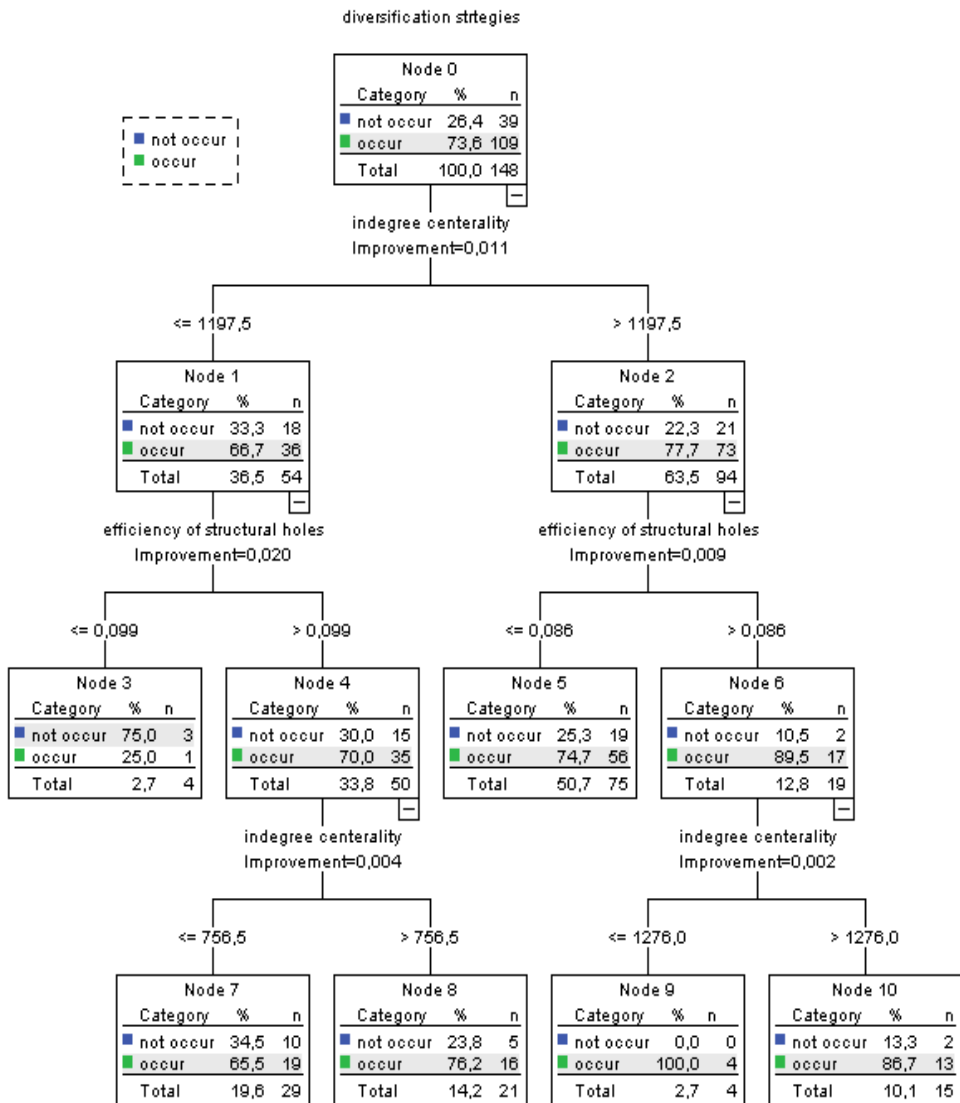 diversification strtegies
not occur
occur
Node 0
Category % n
not occur 26,4 39
occur 73,6 109
Total 100,0 148
indegree centerality
Improvement=0,011
<= 1197,5
> 1197,5
Node 1
Category % n
not occur 33,3 18
occur 66,7 36
Total 36,5 54
Node 2
Category % n
not occur 22,3 21
occur 77,7 73
Total 63,5 94
efficiency of structural holes
Improvement=0,020
efficiency of structural holes
Improvement=0,009
<= 0,099
> 0,099
<= 0,086
> 0,086
Node 3
Category % n
not occur 75,0 3
occur 25,0 1
Total 2,7 4
Node 4
Category % n
not occur 30,0 15
occur 70,0 35
Total 33,8 50
Node 5
Category % n
not occur 25,3 19
occur 74,7 56
Total 50,7 75
Node 6
Category % n
not occur 10,5 2
occur 89,5 17
Total 12,8 19
indegree centerality
Improvement=0,004
indegree centerality
Improvement=0,002
<= 756,5
> 756,5
<= 1276,0
> 1276,0
Node 7
Category % n
not occur 34,5 10
occur 65,5 19
Total 19,6 29
Node 8
Category % n
not occur 23,8 5
occur 76,2 16
Total 14,2 21
Node 9
Category % n
not occur 0,0 0
occur 100,0 4
Total 2,7 4
Node 10
Category % n
not occur 13,3 2
occur 86,7 13
Total 10,1 15